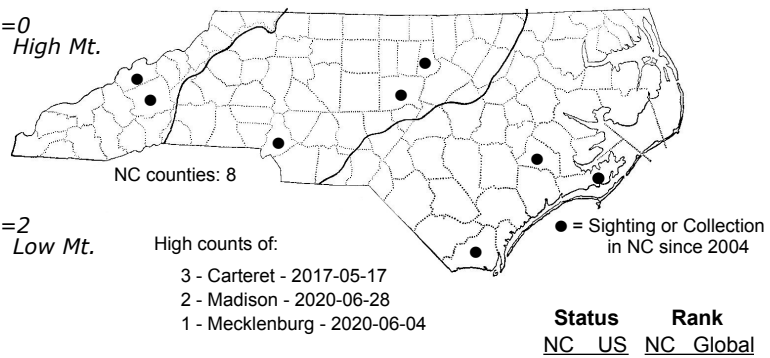 =0
High Mt.
NC counties: 8
=2
Low Mt.
High counts of:
3 - Carteret - 2017-05-17
2 - Madison - 2020-06-28
1 - Mecklenburg - 2020-06-04
● = Sighting or Collection
in NC since 2004
Status Rank
NC US NC Global